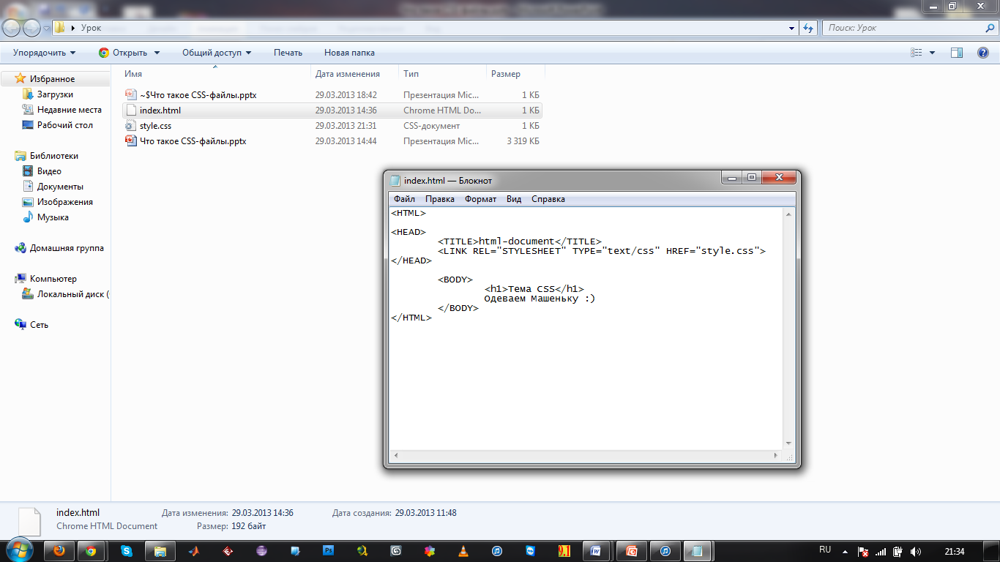 Урок
Поиск: Урок
Упорядочить
Открыть
Общий доступ
Печать
Новая папка
Имя
Дата изменения
Тип
Размер
Избранное
Загрузки
Недавние места
Рабочий стол
Библиотеки
Видео
Документы
Изображения
Музыка
Домашняя группа
Компьютер
Локальный диск (
Сеть
~$Что такое CSS-файлы.pptx 29.03.2013 18:42 Презентация Mic... 1 КБ
index.html 29.03.2013 14:36 Chrome HTML Do... 1 КБ
style.css 29.03.2013 21:31 CSS-документ 1 КБ
Что такое CSS-файлы.pptx 29.03.2013 14:44 Презентация Mic... 3 319 КБ
index.html — Блокнот
Файл Правка Формат Вид Справка
<HTML>
<HEAD>
<TITLE>html-document</TITLE>
<LINK REL="STYLESHEET" TYPE="text/css" HREF="style.css">
</HEAD>
<BODY>
<h1>Тема CSS</h1>
Одеваем Машеньку :)
</BODY>
</HTML>
index.html Дата изменения: 29.03.2013 14:36 Дата создания: 29.03.2013 11:48
Chrome HTML Document Размер: 192 байт
RU
21:34